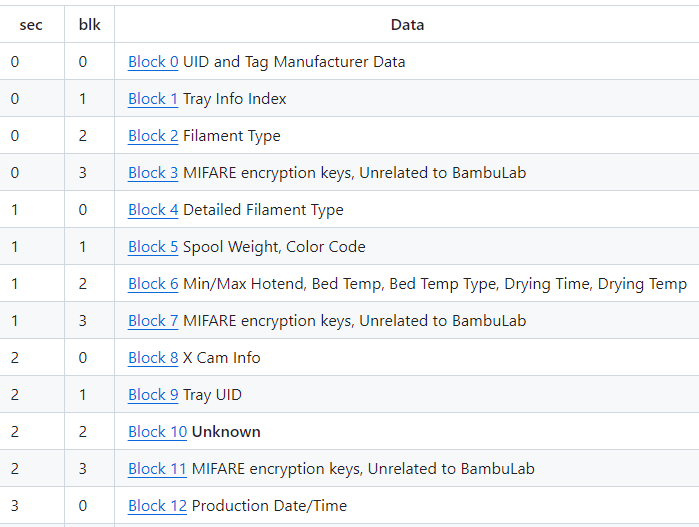 sec blk Data
0 0 Block 0 UID and Tag Manufacturer Data
0 1 Block 1 Tray Info Index
0 2 Block 2 Filament Type
0 3 Block 3 MIFARE encryption keys, Unrelated to BambuLab
1 0 Block 4 Detailed Filament Type
1 1 Block 5 Spool Weight, Color Code
1 2 Block 6 Min/Max Hotend, Bed Temp, Bed Temp Type, Drying Time, Drying Temp
1 3 Block 7 MIFARE encryption keys, Unrelated to BambuLab
2 0 Block 8 X Cam Info
2 1 Block 9 Tray UID
2 2 Block 10 Unknown
2 3 Block 11 MIFARE encryption keys, Unrelated to BambuLab
3 0 Block 12 Production Date/Time